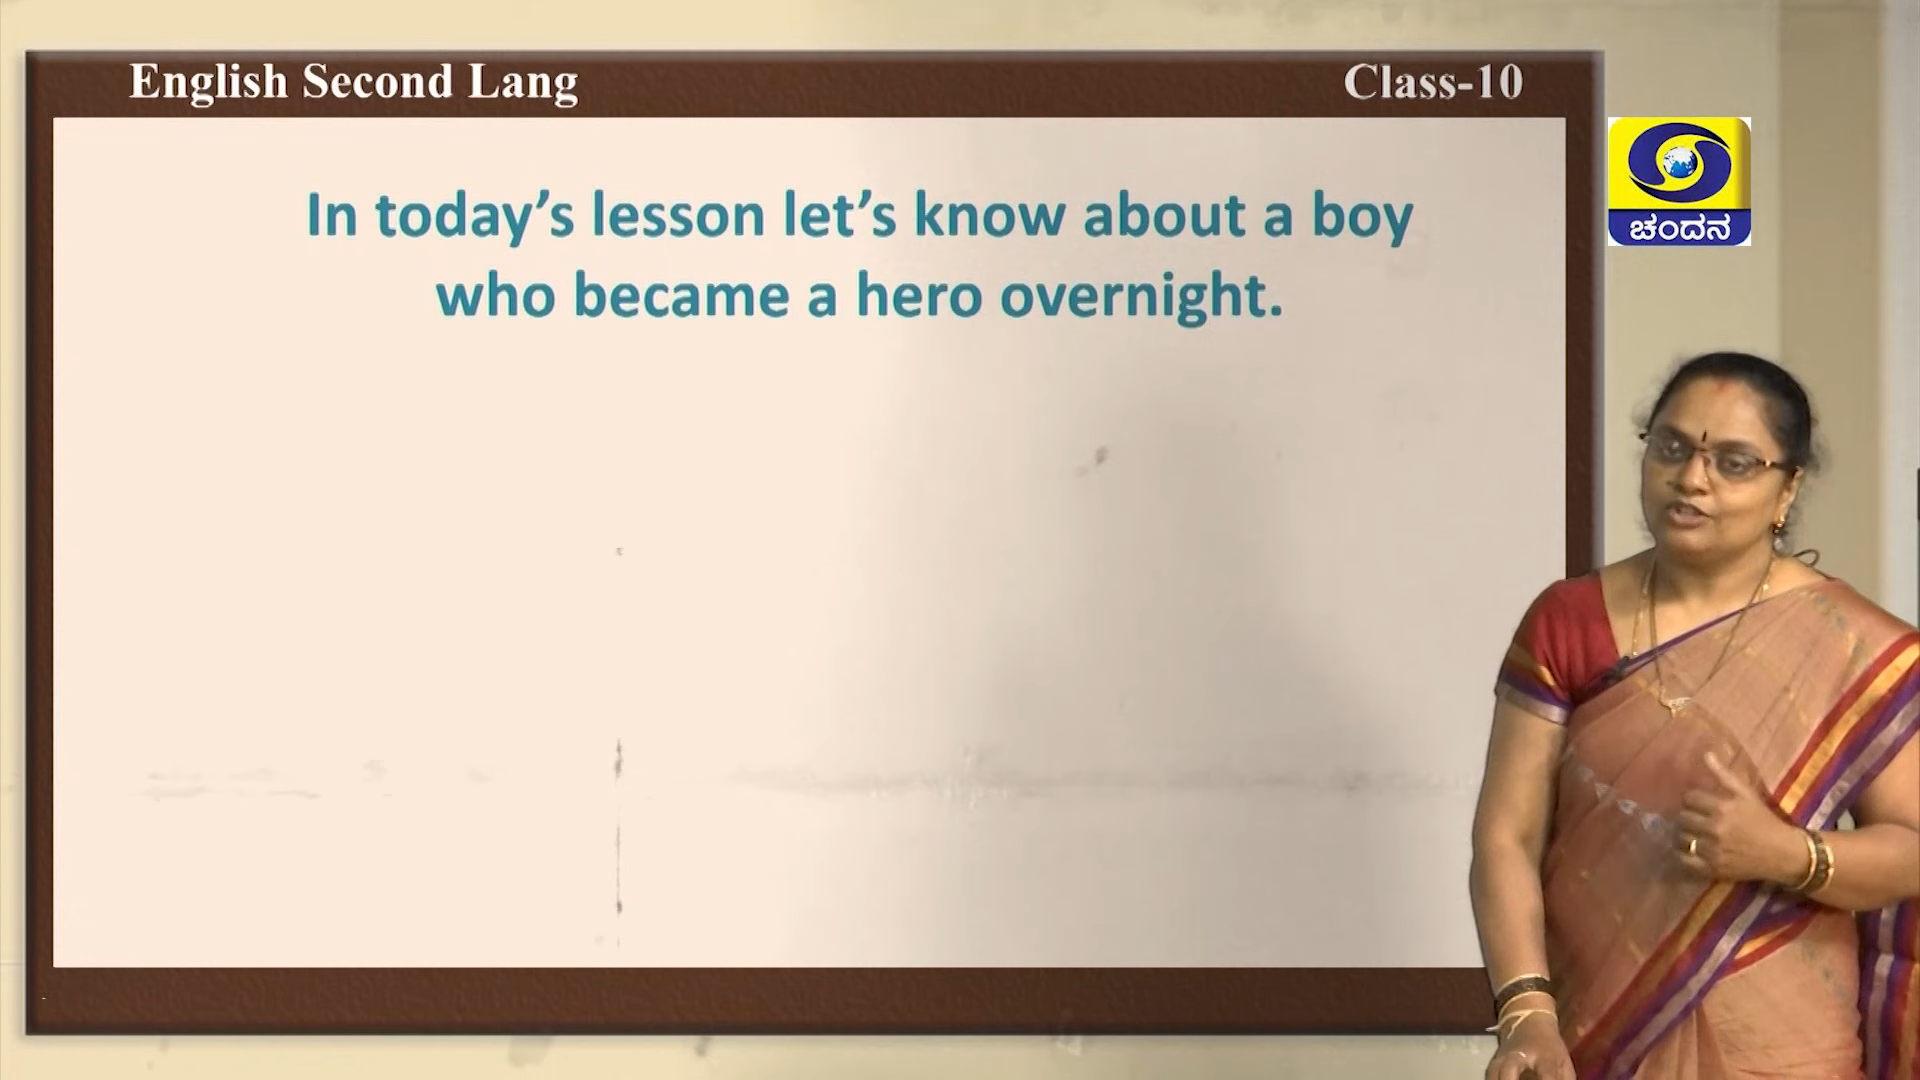 English Second Lang
Class-10
In today’s lesson let’s know about a boy
who became a hero overnight.
ಚಂದನ